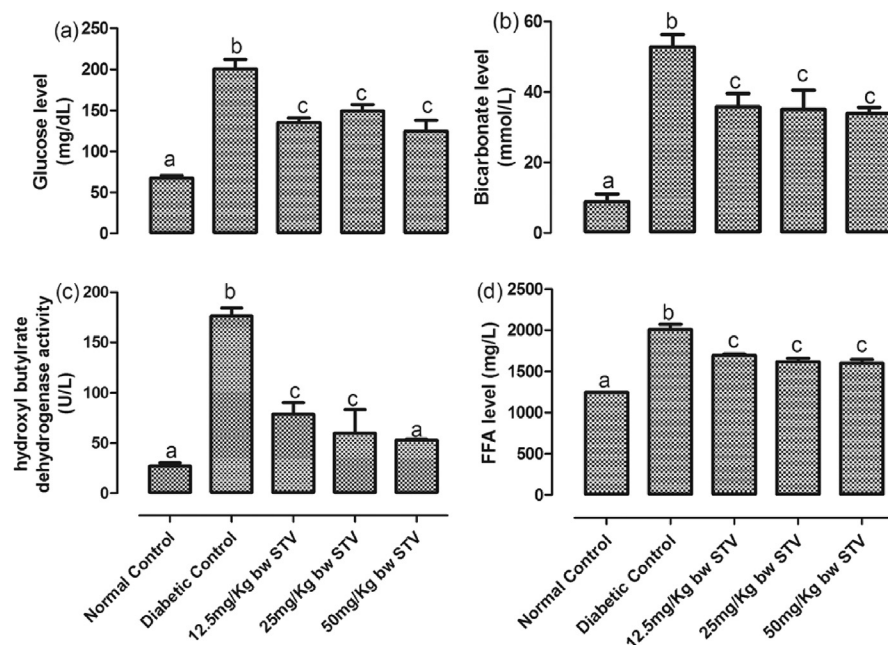 (a)
Glucose level
(mg/dL)
250
200
150
100
50
0
a
b
c
c
c
(b)
Bicarbonate level
(mmol/L)
60
40
20
0
a
b
c
c
c
(c)
hydroxyl butylrate
dehydrogenase activity
(U/L)
200
150
100
50
0
a
b
c
c
a
Normal Control
Diabetic Control
12.5mg/Kg bw STV
25mg/Kg bw STV
50mg/Kg bw STV
(d)
FFA level (mg/L)
2500
2000
1500
1000
500
0
a
b
c
c
c
Normal Control
Diabetic Control
12.5mg/Kg bw STV
25mg/Kg bw STV
50mg/Kg bw STV